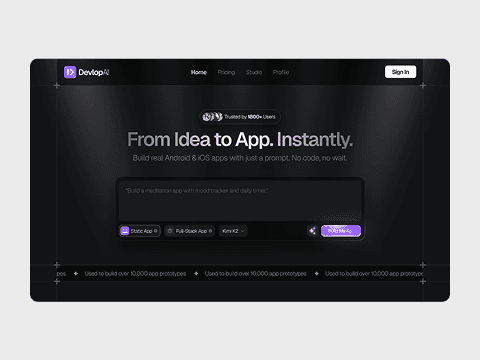 DevlopAI
Home Pricing Studio Profile
Sign In
Trusted by 1800+ Users
From Idea to App. Instantly.
Build real Android & iOS apps with just a prompt. No code, no wait.
"Build a meditation app with mood tracker and daily timer."
Static App Full-Stack App Kimi K2
pes Used to build over 10,000 app prototypes Used to build over 10,000 app prototypes Used to build over 10,000 app prototy